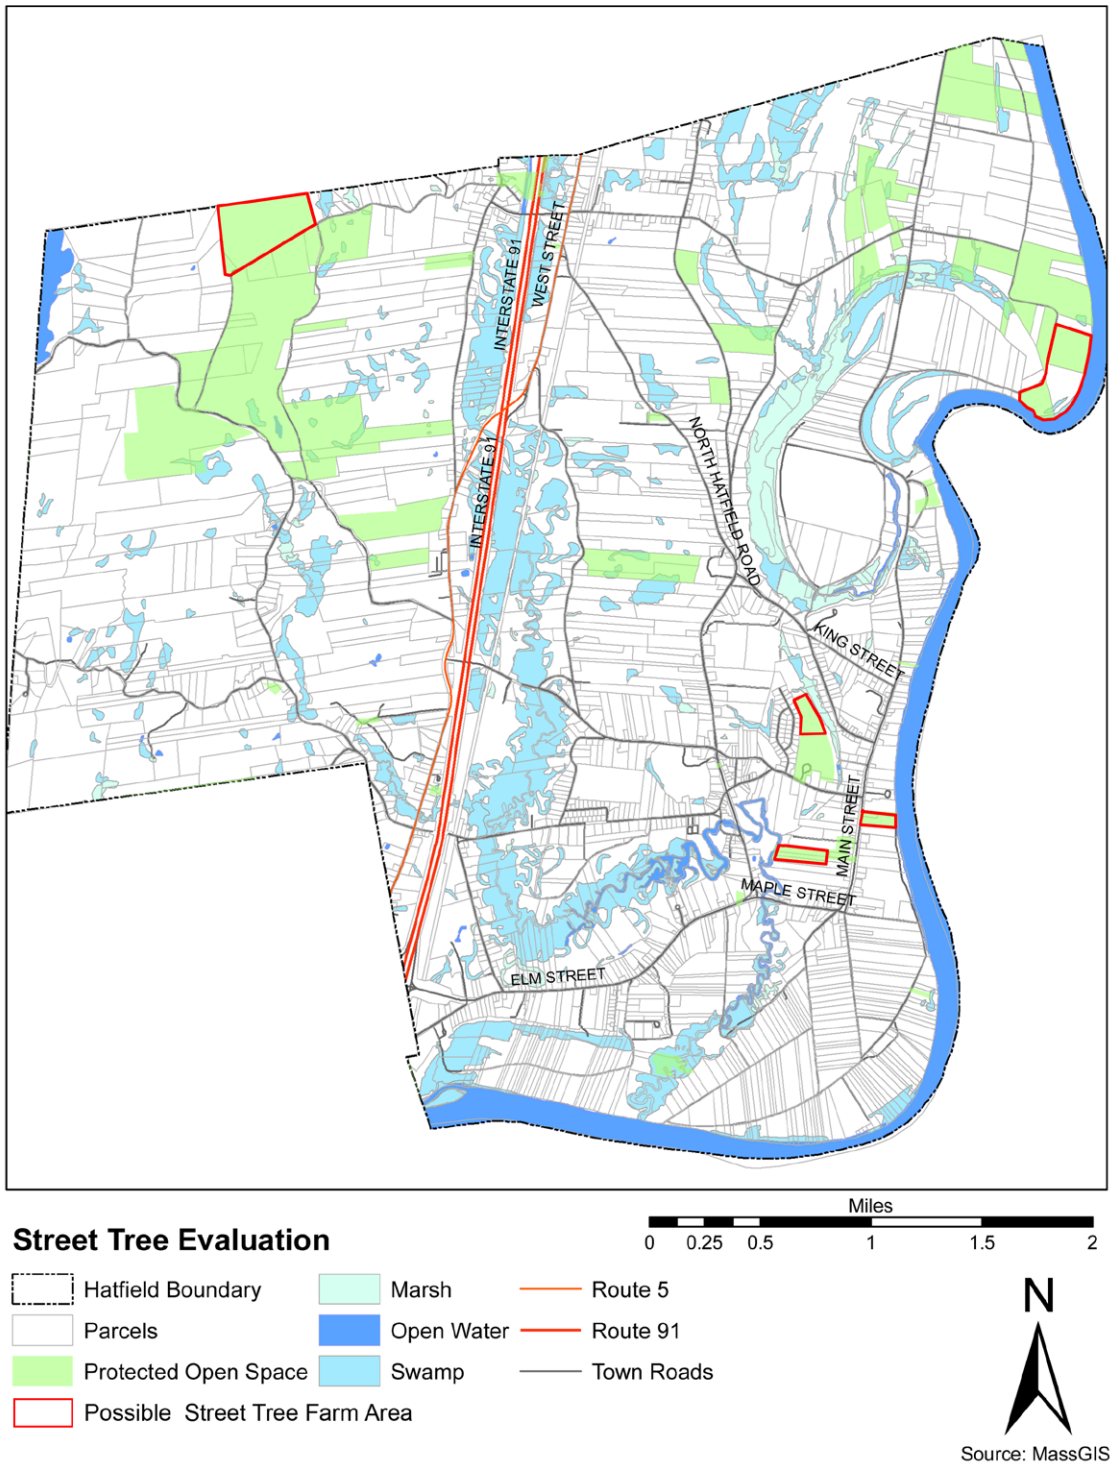 INTERSTATE 91
WEST STREET
INTERSTATE 91
NORTH HATFIELD ROAD
KING STREET
MAIN STREET
MAPLE STREET
ELM STREET
Miles
0 0.25 0.5 1 1.5 2
Street Tree Evaluation
Hatfield Boundary
Parcels
Protected Open Space
Possible Street Tree Farm Area
Marsh
Open Water
Swamp
Route 5
Route 91
Town Roads
N
Source: MassGIS